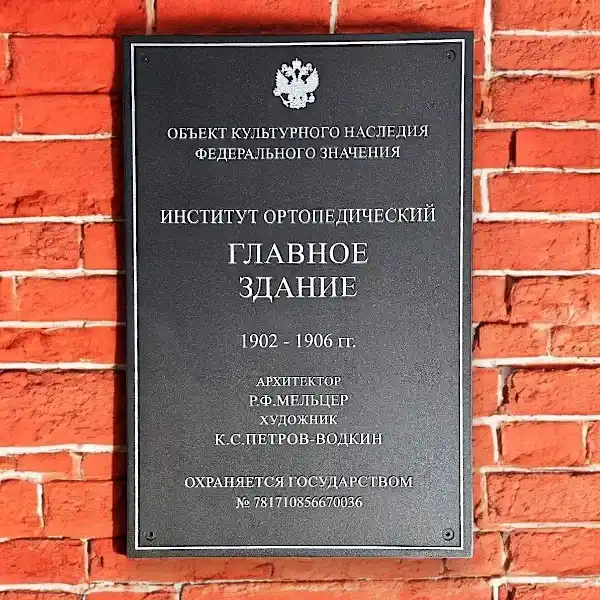 ОБЪЕКТ КУЛЬТУРНОГО НАСЛЕДИЯ
ФЕДЕРАЛЬНОГО ЗНАЧЕНИЯ
ИНСТИТУТ ОРТОПЕДИЧЕСКИЙ
ГЛАВНОЕ
ЗДАНИЕ
1902 - 1906 гг.
АРХИТЕКТОР
Р.Ф.МЕЛЬЦЕР
ХУДОЖНИК
К.С.ПЕТРОВ-ВОДКИН
ОХРАНЯЕТСЯ ГОСУДАРСТВОМ
№ 781710856670036